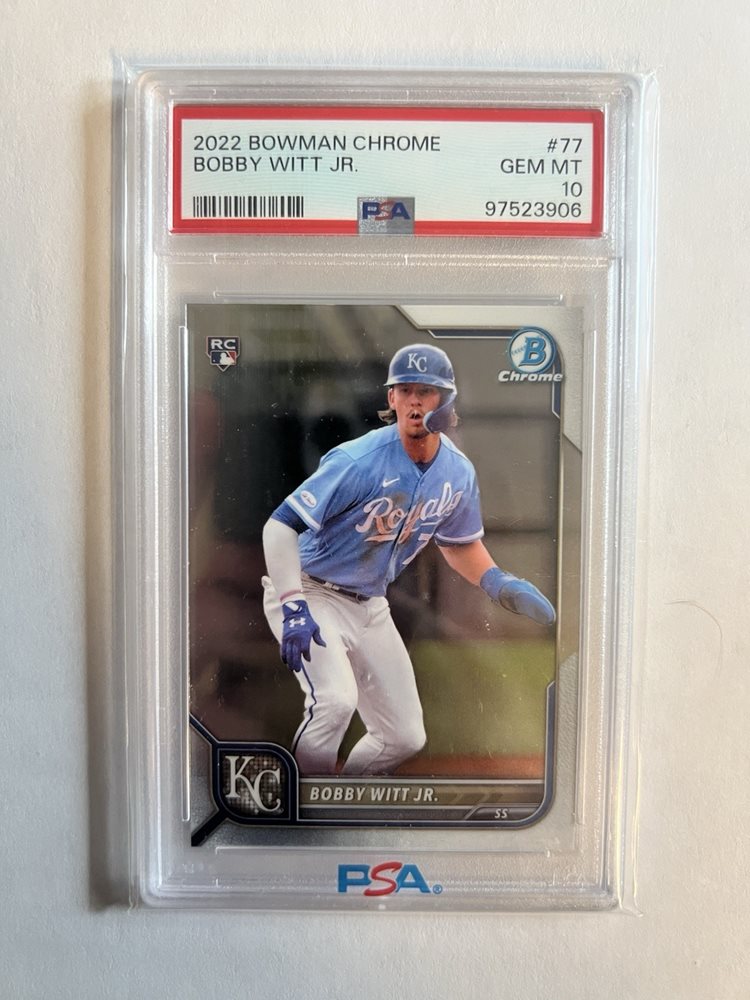 2022 BOWMAN CHROME #77
BOBBY WITT JR. GEM MT
10
PSA 97523906
RC
B
Chrome
KC
Royals
7
KC
BOBBY WITT JR.
SS
PSA®